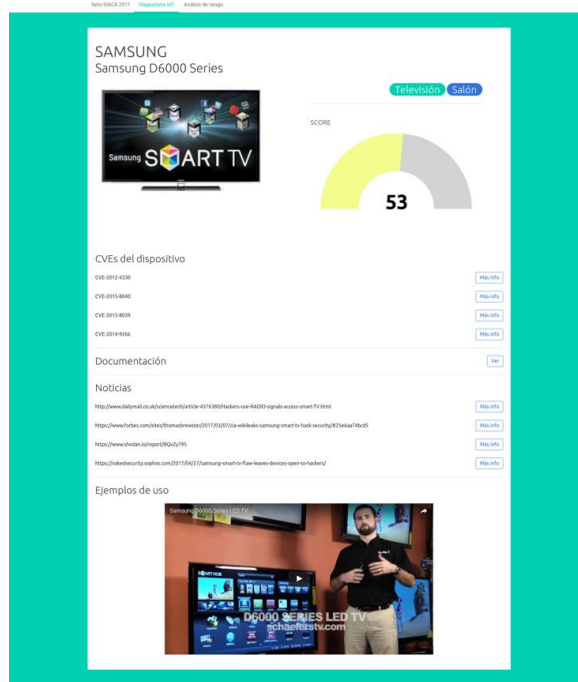 Reto ISACA 2017 Dispositivos IoT Análisis de riesgo
SAMSUNG
Samsung D6000 Series
Televisión Salón
SCORE
Samsung SMART TV
53
CVEs del dispositivo
CVE-2012-4330 Más info
CVE-2015-8040 Más info
CVE-2015-8039 Más info
CVE-2014-9266 Más info
Documentación Ver
Noticias
http://www.dailymail.co.uk/sciencetech/article-4376380/Hackers-use-RADIO-signals-access-smart-TV.html Más info
https://www.forbes.com/sites/thomasbrewster/2017/03/07/cia-wikileaks-samsung-smart-tv-hack-security/#25e4aa74bcd5 Más info
https://www.shodan.io/report/BQvZy795 Más info
https://nakedsecurity.sophos.com/2017/04/27/samsung-smart-tv-flaw-leaves-devices-open-to-hackers/ Más info
Ejemplos de uso
Samsung D6000 Series LED TV
SMART HUB
D6000 SERIES LED TV
schaeferstv.com